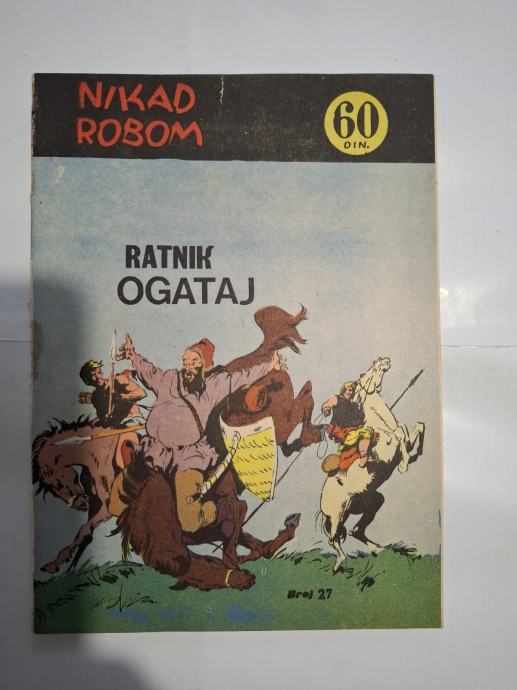 NIKAD
ROBOM
60
DIN.
RATNIK
OGATAJ
Broj 27